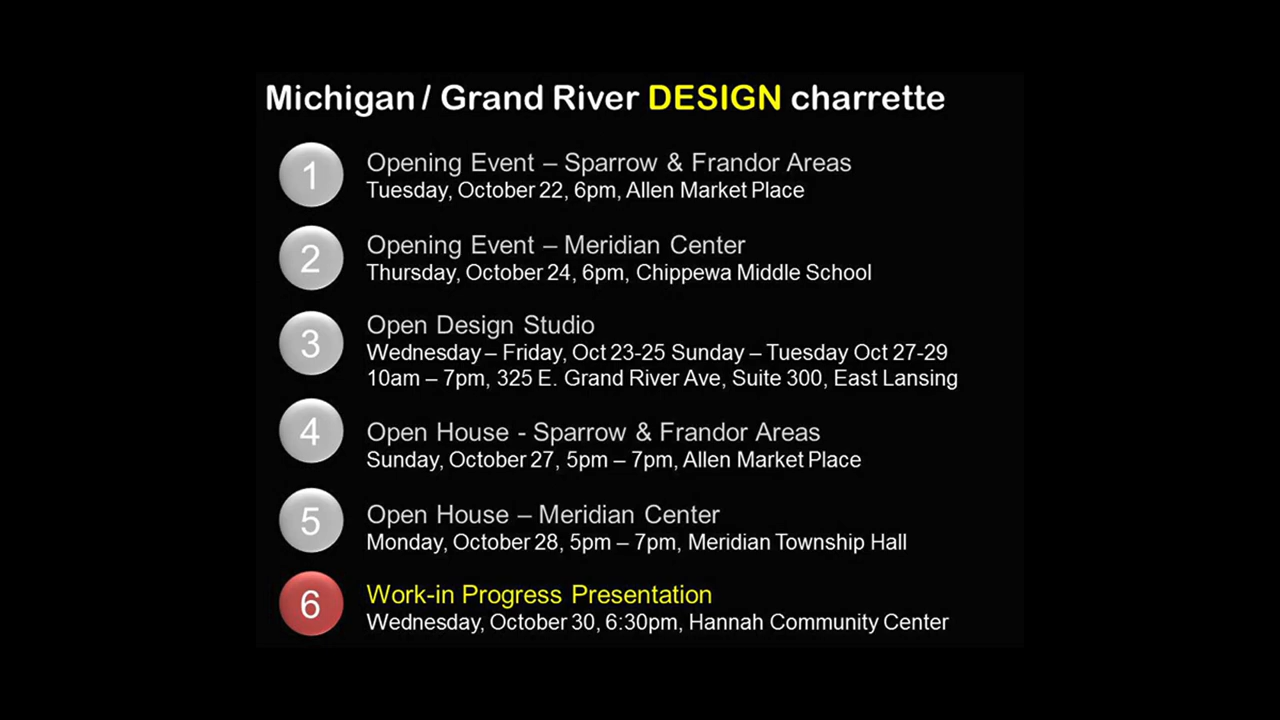 Michigan / Grand River DESIGN charrette
1
Opening Event – Sparrow & Frandor Areas
Tuesday, October 22, 6pm, Allen Market Place
2
Opening Event – Meridian Center
Thursday, October 24, 6pm, Chippewa Middle School
3
Open Design Studio
Wednesday – Friday, Oct 23-25 Sunday – Tuesday Oct 27-29
10am – 7pm, 325 E. Grand River Ave, Suite 300, East Lansing
4
Open House - Sparrow & Frandor Areas
Sunday, October 27, 5pm – 7pm, Allen Market Place
5
Open House – Meridian Center
Monday, October 28, 5pm – 7pm, Meridian Township Hall
6
Work-in Progress Presentation
Wednesday, October 30, 6:30pm, Hannah Community Center